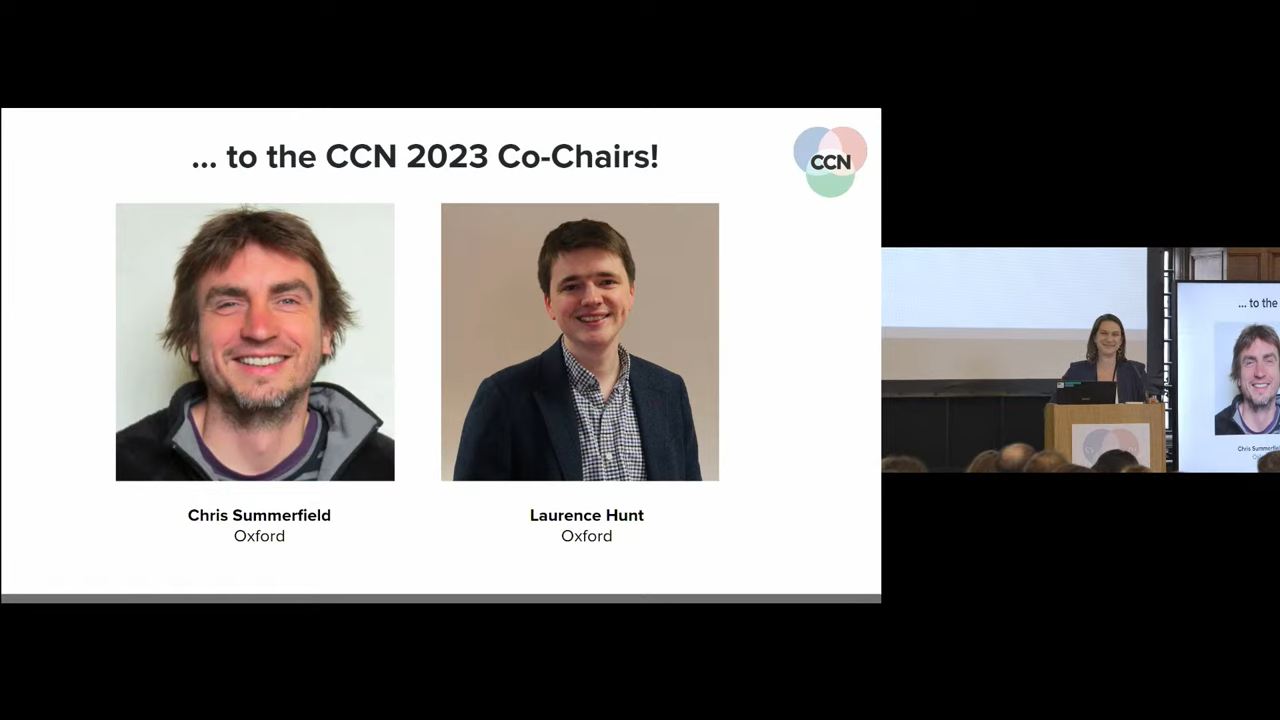 ... to the CCN 2023 Co-Chairs!
CCN
Chris Summerfield
Oxford
Laurence Hunt
Oxford
... to the